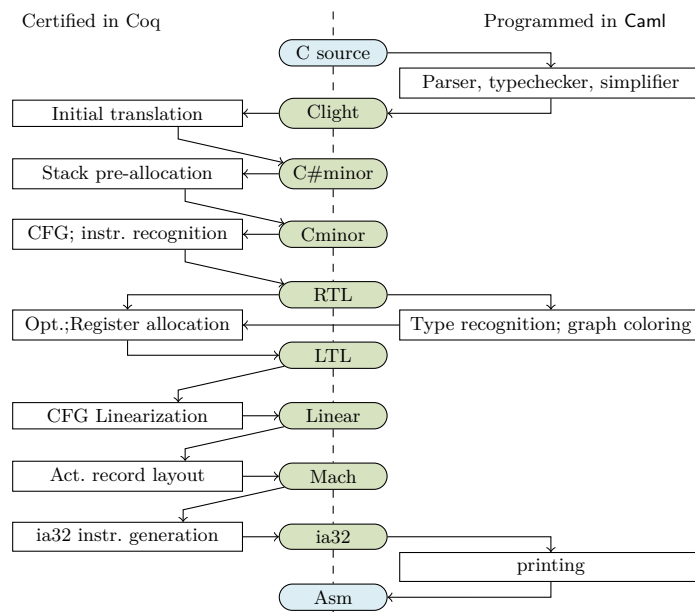 Certified in Coq
Programmed in Caml
C source
Parser, typechecker, simplifier
Initial translation
Clight
Stack pre-allocation
C#minor
CFG; instr. recognition
Cminor
RTL
Opt.;Register allocation
Type recognition; graph coloring
LTL
CFG Linearization
Linear
Act. record layout
Mach
ia32 instr. generation
ia32
printing
Asm